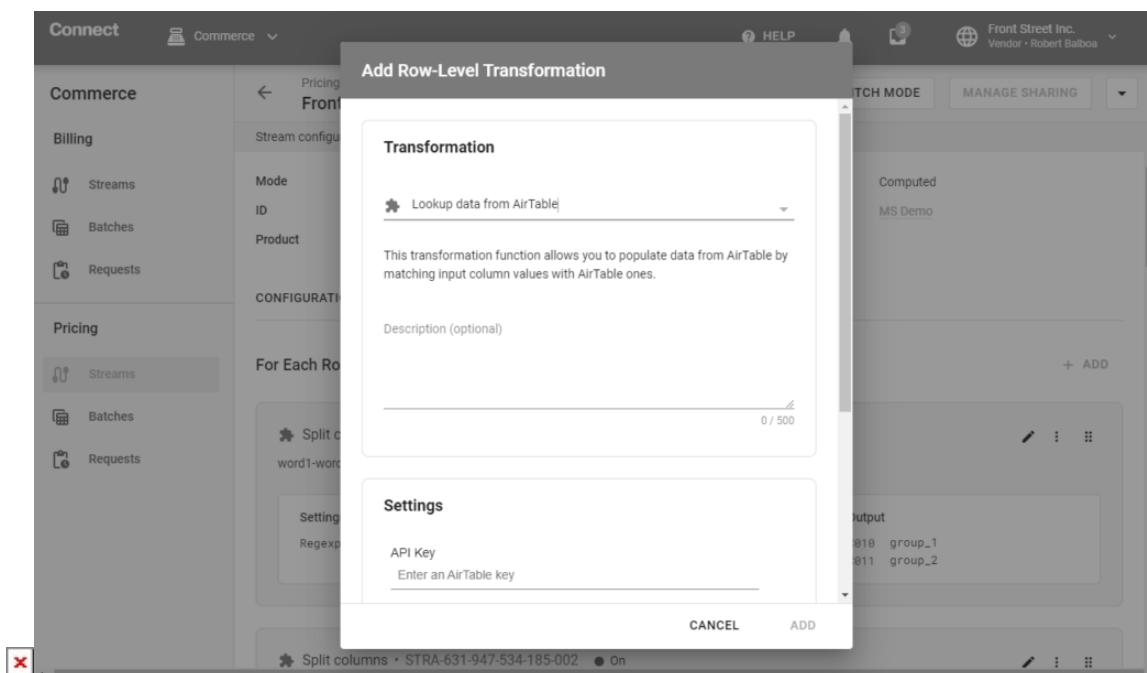 Connect
Commerce
HELP
3
Front Street Inc.
Vendor • Robert Balboa
Commerce
Billing
Streams
Batches
Requests
Pricing
Streams
Batches
Requests
Pricing
Front
MANAGE SHARING
Stream configu
Mode
ID
Product
Computed
MS Demo
CONFIGURATI
For Each Ro
+ ADD
Split c
word1-word
Setting
Regexp
group_1
group_2
Split columns • STRA-631-947-534-185-002 ● On
Add Row-Level Transformation
Transformation
Lookup data from AirTable
This transformation function allows you to populate data from AirTable by
matching input column values with AirTable ones.
Description (optional)
0 / 500
Settings
API Key
Enter an AirTable key
CANCEL
ADD